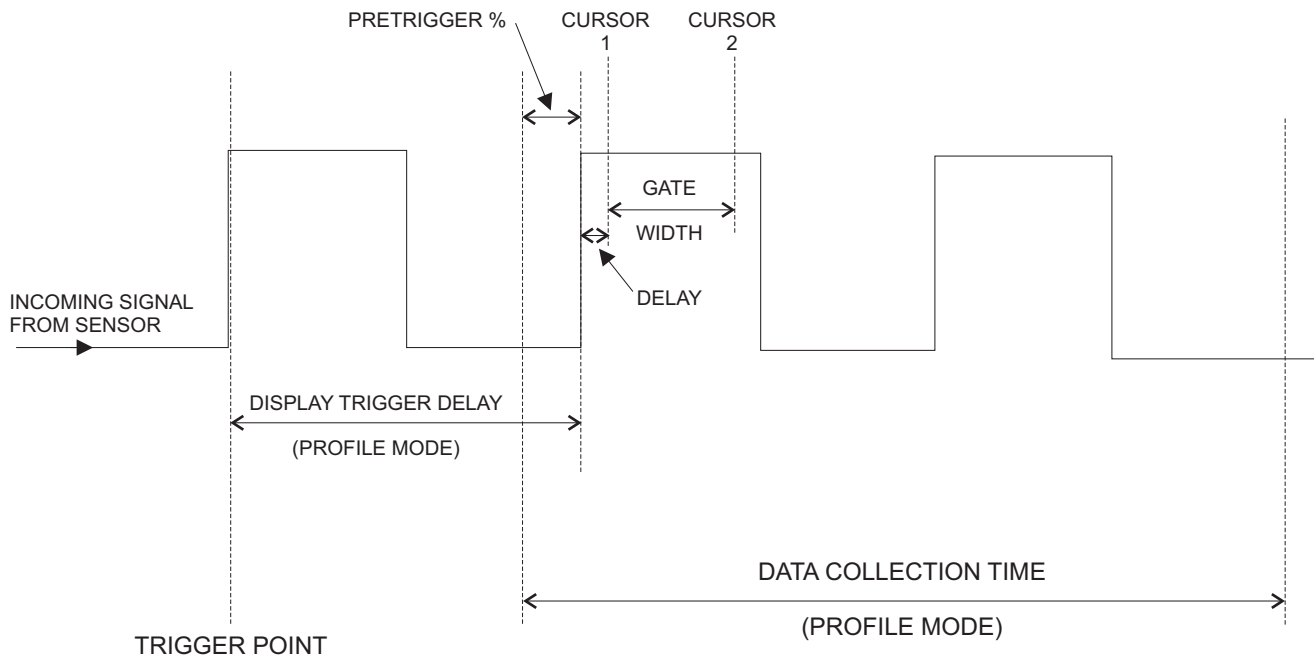 PRETRIGGER %
CURSOR
1
CURSOR
2
GATE
WIDTH
DELAY
INCOMING SIGNAL
FROM SENSOR
DISPLAY TRIGGER DELAY
(PROFILE MODE)
DATA COLLECTION TIME
(PROFILE MODE)
TRIGGER POINT